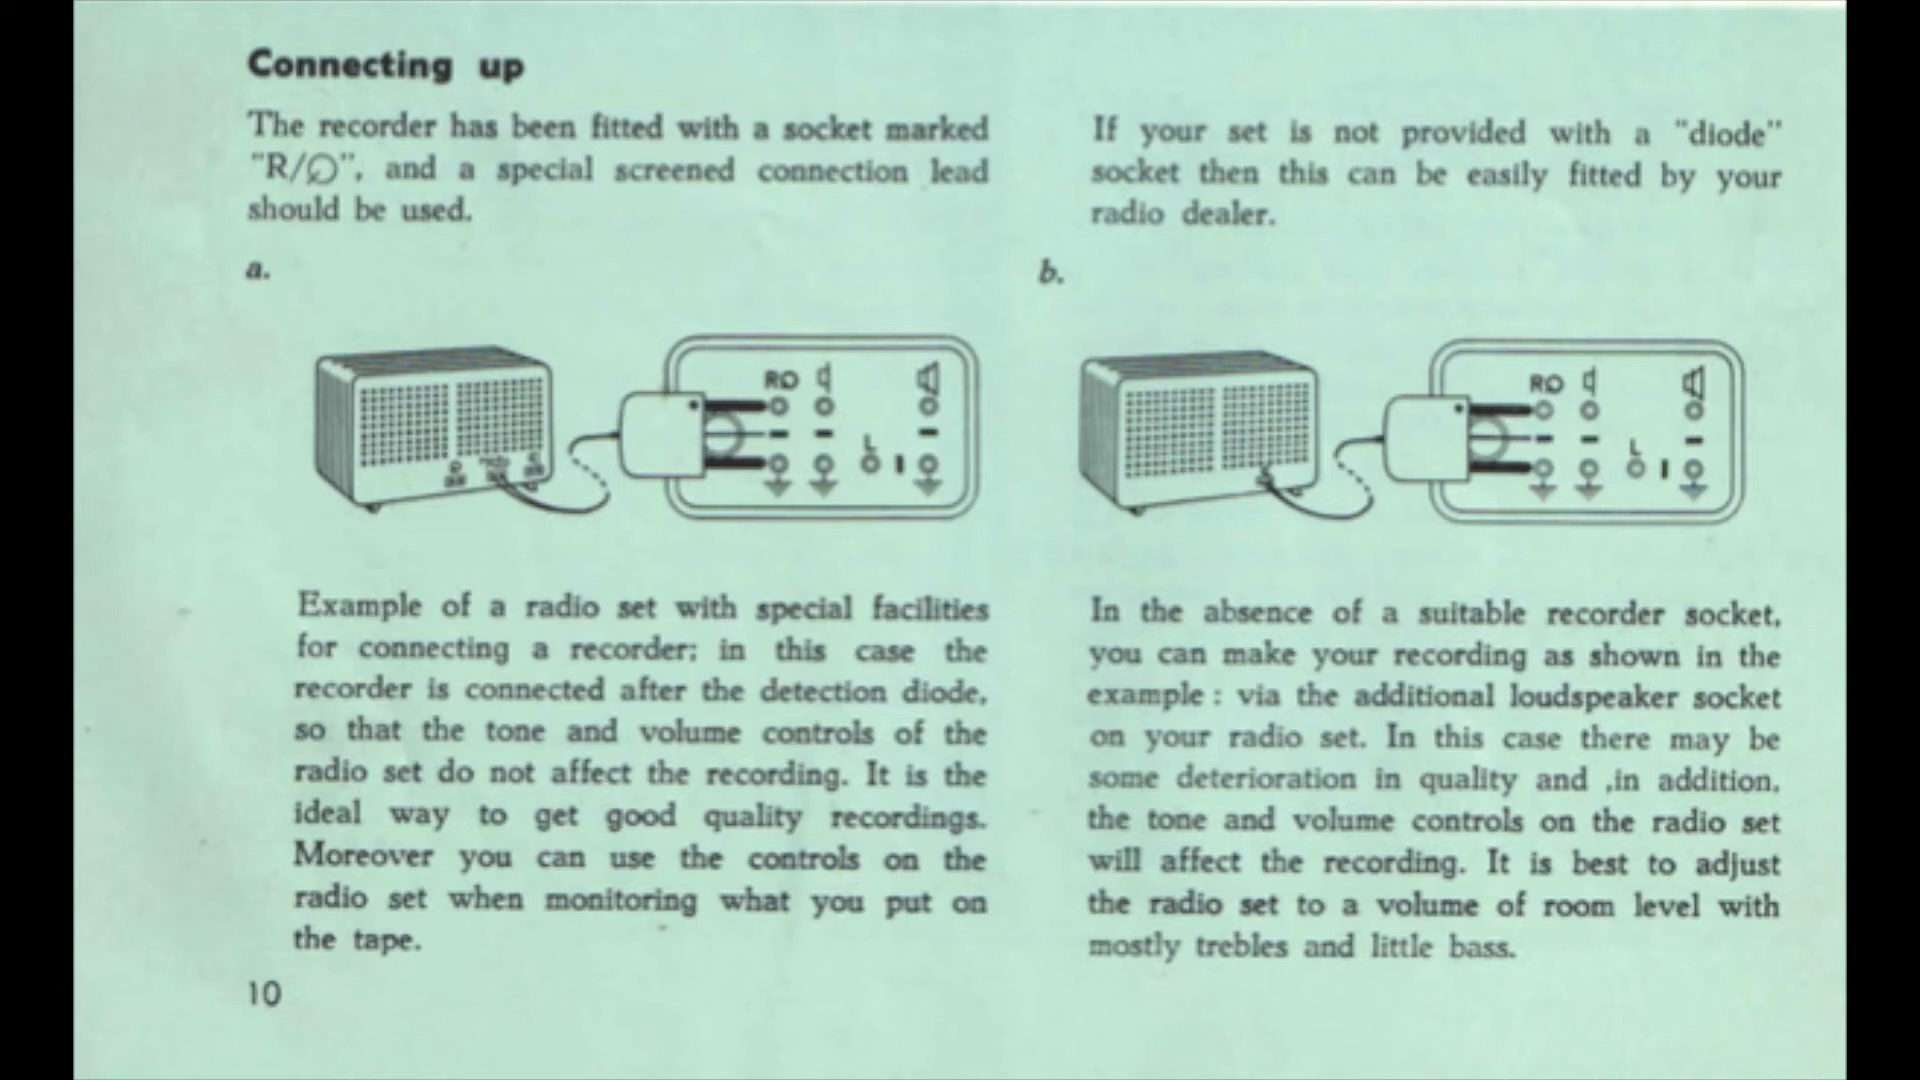 Connecting up
The recorder has been fitted with a socket marked
"R/", and a special screened connection lead
should be used.
a.
RO
L
Example of a radio set with special facilities
for connecting a recorder; in this case the
recorder is connected after the detection diode,
so that the tone and volume controls of the
radio set do not affect the recording. It is the
ideal way to get good quality recordings.
Moreover you can use the controls on the
radio set when monitoring what you put on
the tape.
10
If your set is not provided with a "diode"
socket then this can be easily fitted by your
radio dealer.
b.
RO
L
In the absence of a suitable recorder socket,
you can make your recording as shown in the
example : via the additional loudspeaker socket
on your radio set. In this case there may be
some deterioration in quality and ,in addition,
the tone and volume controls on the radio set
will affect the recording. It is best to adjust
the radio set to a volume of room level with
mostly trebles and little bass.